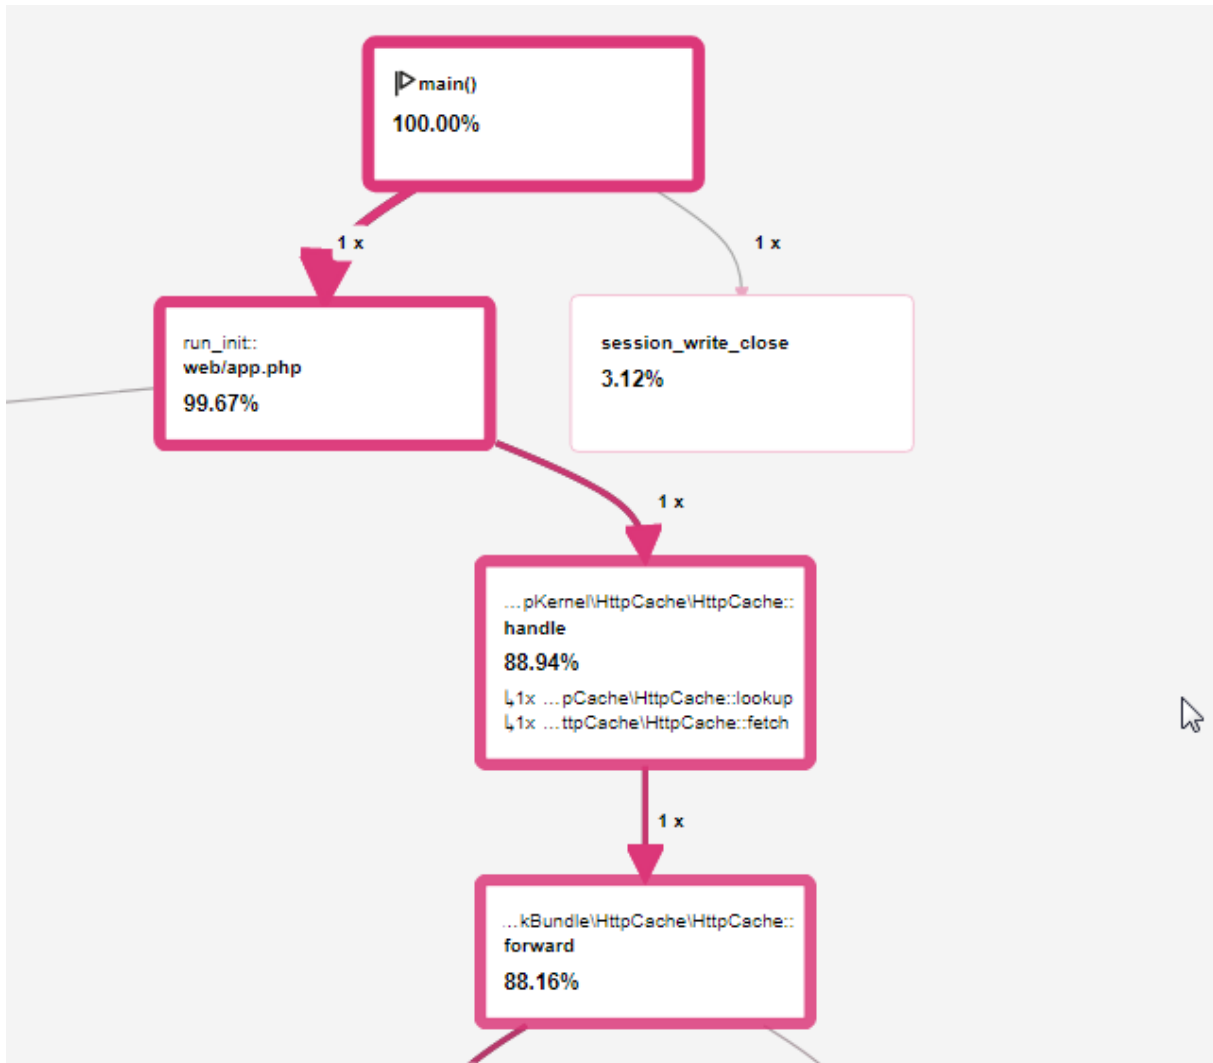 main()
100.00%
1 x
1 x
run_init::
web/app.php
99.67%
session_write_close
3.12%
1 x
...pKernel\HttpCache\HttpCache::
handle
88.94%
↳1x ...pCache\HttpCache::lookup
↳1x ...ttpCache\HttpCache::fetch
1 x
...kBundle\HttpCache\HttpCache::
forward
88.16%